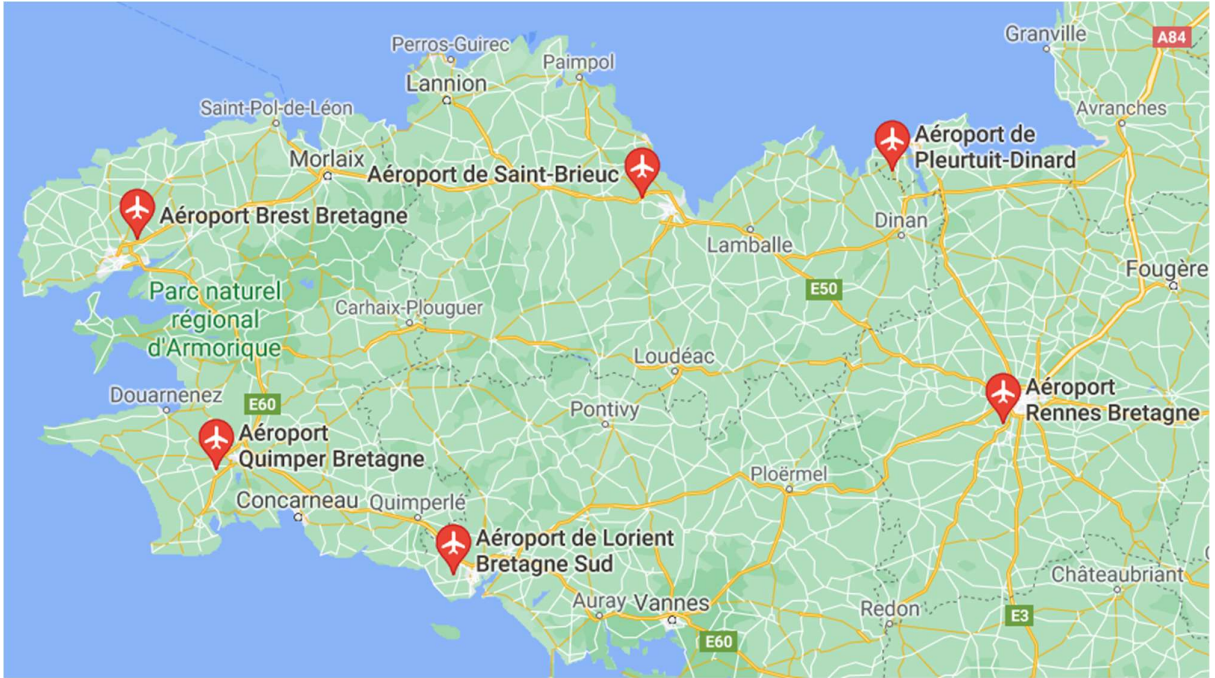 Granville
A84
Perros-Guirec
Paimpol
Lannion
Saint-Pol-de-Léon
Avranches
Aéroport de
Pleurtuit-Dinard
Morlaix
Aéroport de Saint-Brieuc
Aéroport Brest Bretagne
Dinan
Lamballe
Fougère
Parc naturel
régional
d'Armorique
E50
Carhaix-Plouguer
Loudéac
Douarnenez
E60
Pontivy
Aéroport
Rennes Bretagne
Aéroport
Quimper Bretagne
Ploërmel
Concarneau
Quimperlé
Aéroport de Lorient
Bretagne Sud
Châteaubriant
Auray
Vannes
Redon
E3
E60